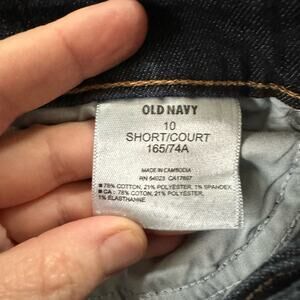 OLD NAVY
10
SHORT/COURT
165/74A
MADE IN CAMBODIA
RN 54023 CA17897
■ 78% COTTON, 21% POLYESTER, 1% SPANDEX.
■ CA : 78% COTON, 21% POLYESTER,
1% ÉLASTHANNE